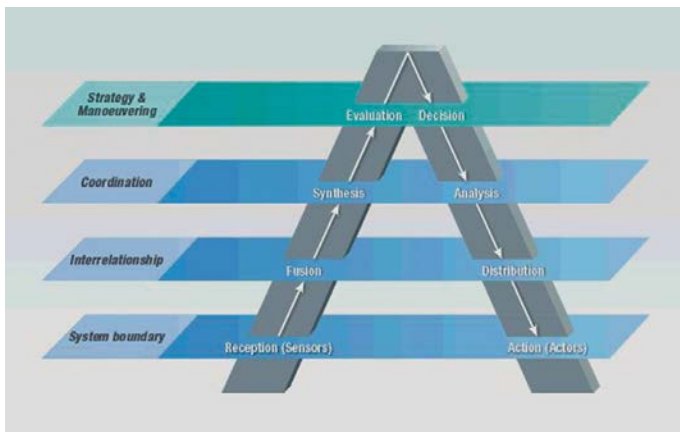 Strategy &
Manoeuvering
Evaluation Decision
Coordination
Synthesis Analysis
Interrelationship
Fusion Distribution
System boundary
Reception (Sensors) Action (Actors)